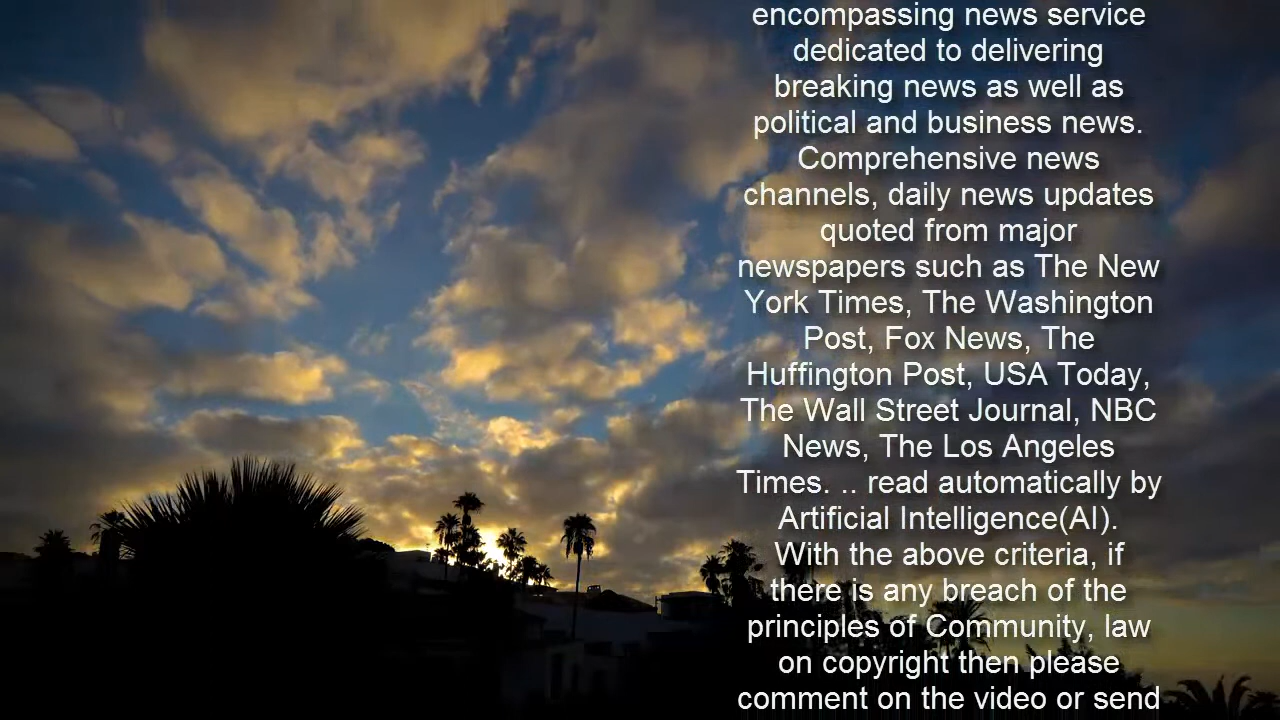 encompassing news service
dedicated to delivering
breaking news as well as
political and business news.
Comprehensive news
channels, daily news updates
quoted from major
newspapers such as The New
York Times, The Washington
Post, Fox News, The
Huffington Post, USA Today,
The Wall Street Journal, NBC
News, The Los Angeles
Times. .. read automatically by
Artificial Intelligence(AI).
With the above criteria, if
there is any breach of the
principles of Community, law
on copyright then please
comment on the video or send